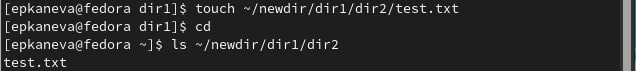 [epkaneva@fedora dir1]$ touch ~/newdir/dir1/dir2/test.txt
[epkaneva@fedora dir1]$ cd
[epkaneva@fedora ~]$ ls ~/newdir/dir1/dir2
test.txt